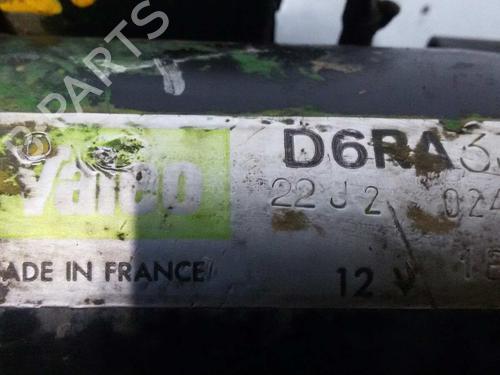 B PARTS
Valeo
D6RA3
22J2 024
MADE IN FRANCE
12 V